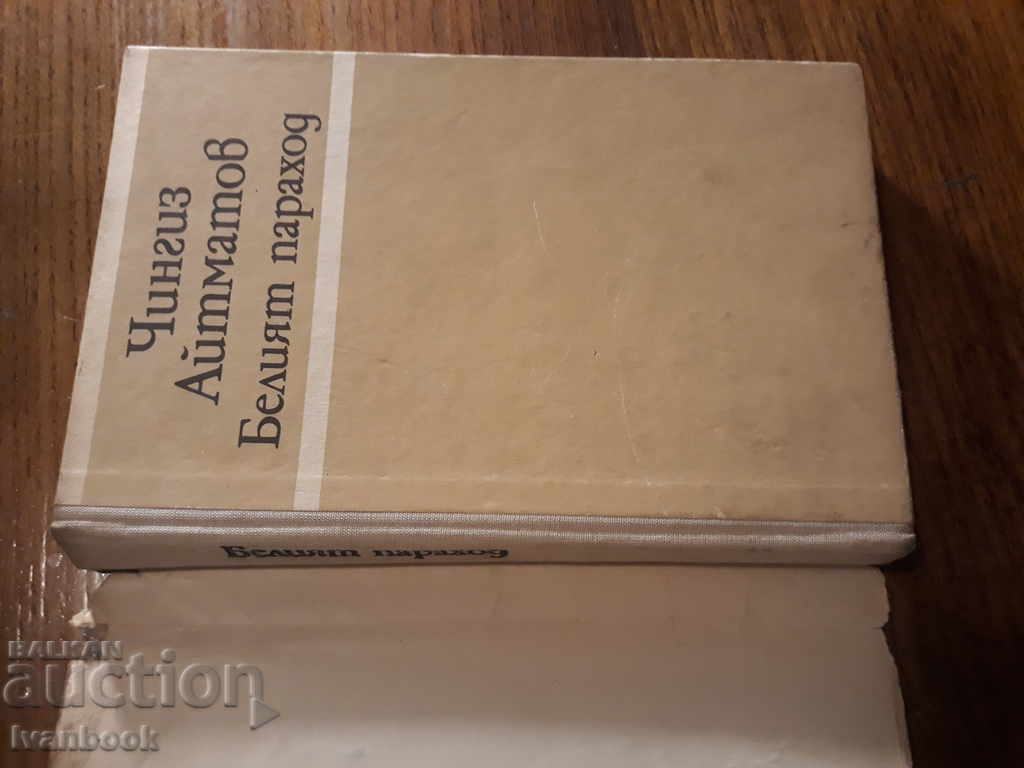 Чингиз
Айтматов
Белият параход
Белият параход
BALKAN
auction
Ivanbook